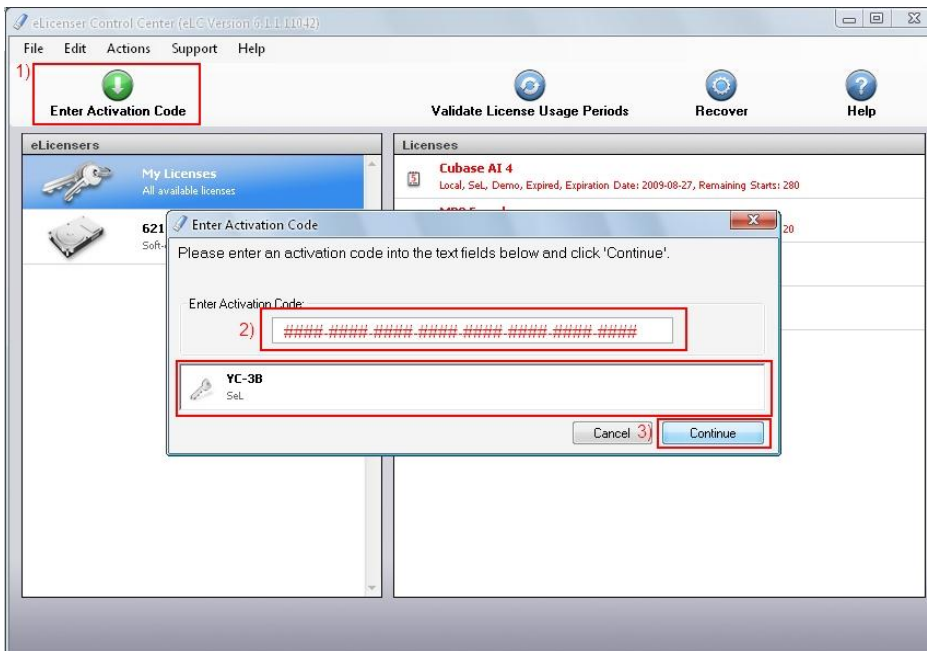 eLicenser Control Center (eLC Version 6.1.1.11042)
File Edit Actions Support Help
1)
Enter Activation Code Validate License Usage Periods Recover Help
eLicensers Licenses
My Licenses
All available licenses
Cubase AI 4
Local, SeL, Demo, Expired, Expiration Date: 2009-08-27, Remaining Starts: 280
621
Soft-
20
Enter Activation Code
Please enter an activation code into the text fields below and click 'Continue'.
Enter Activation Code:
2) ####-####-####-####-####-####-####-####
YC-3B
SeL
Cancel 3) Continue